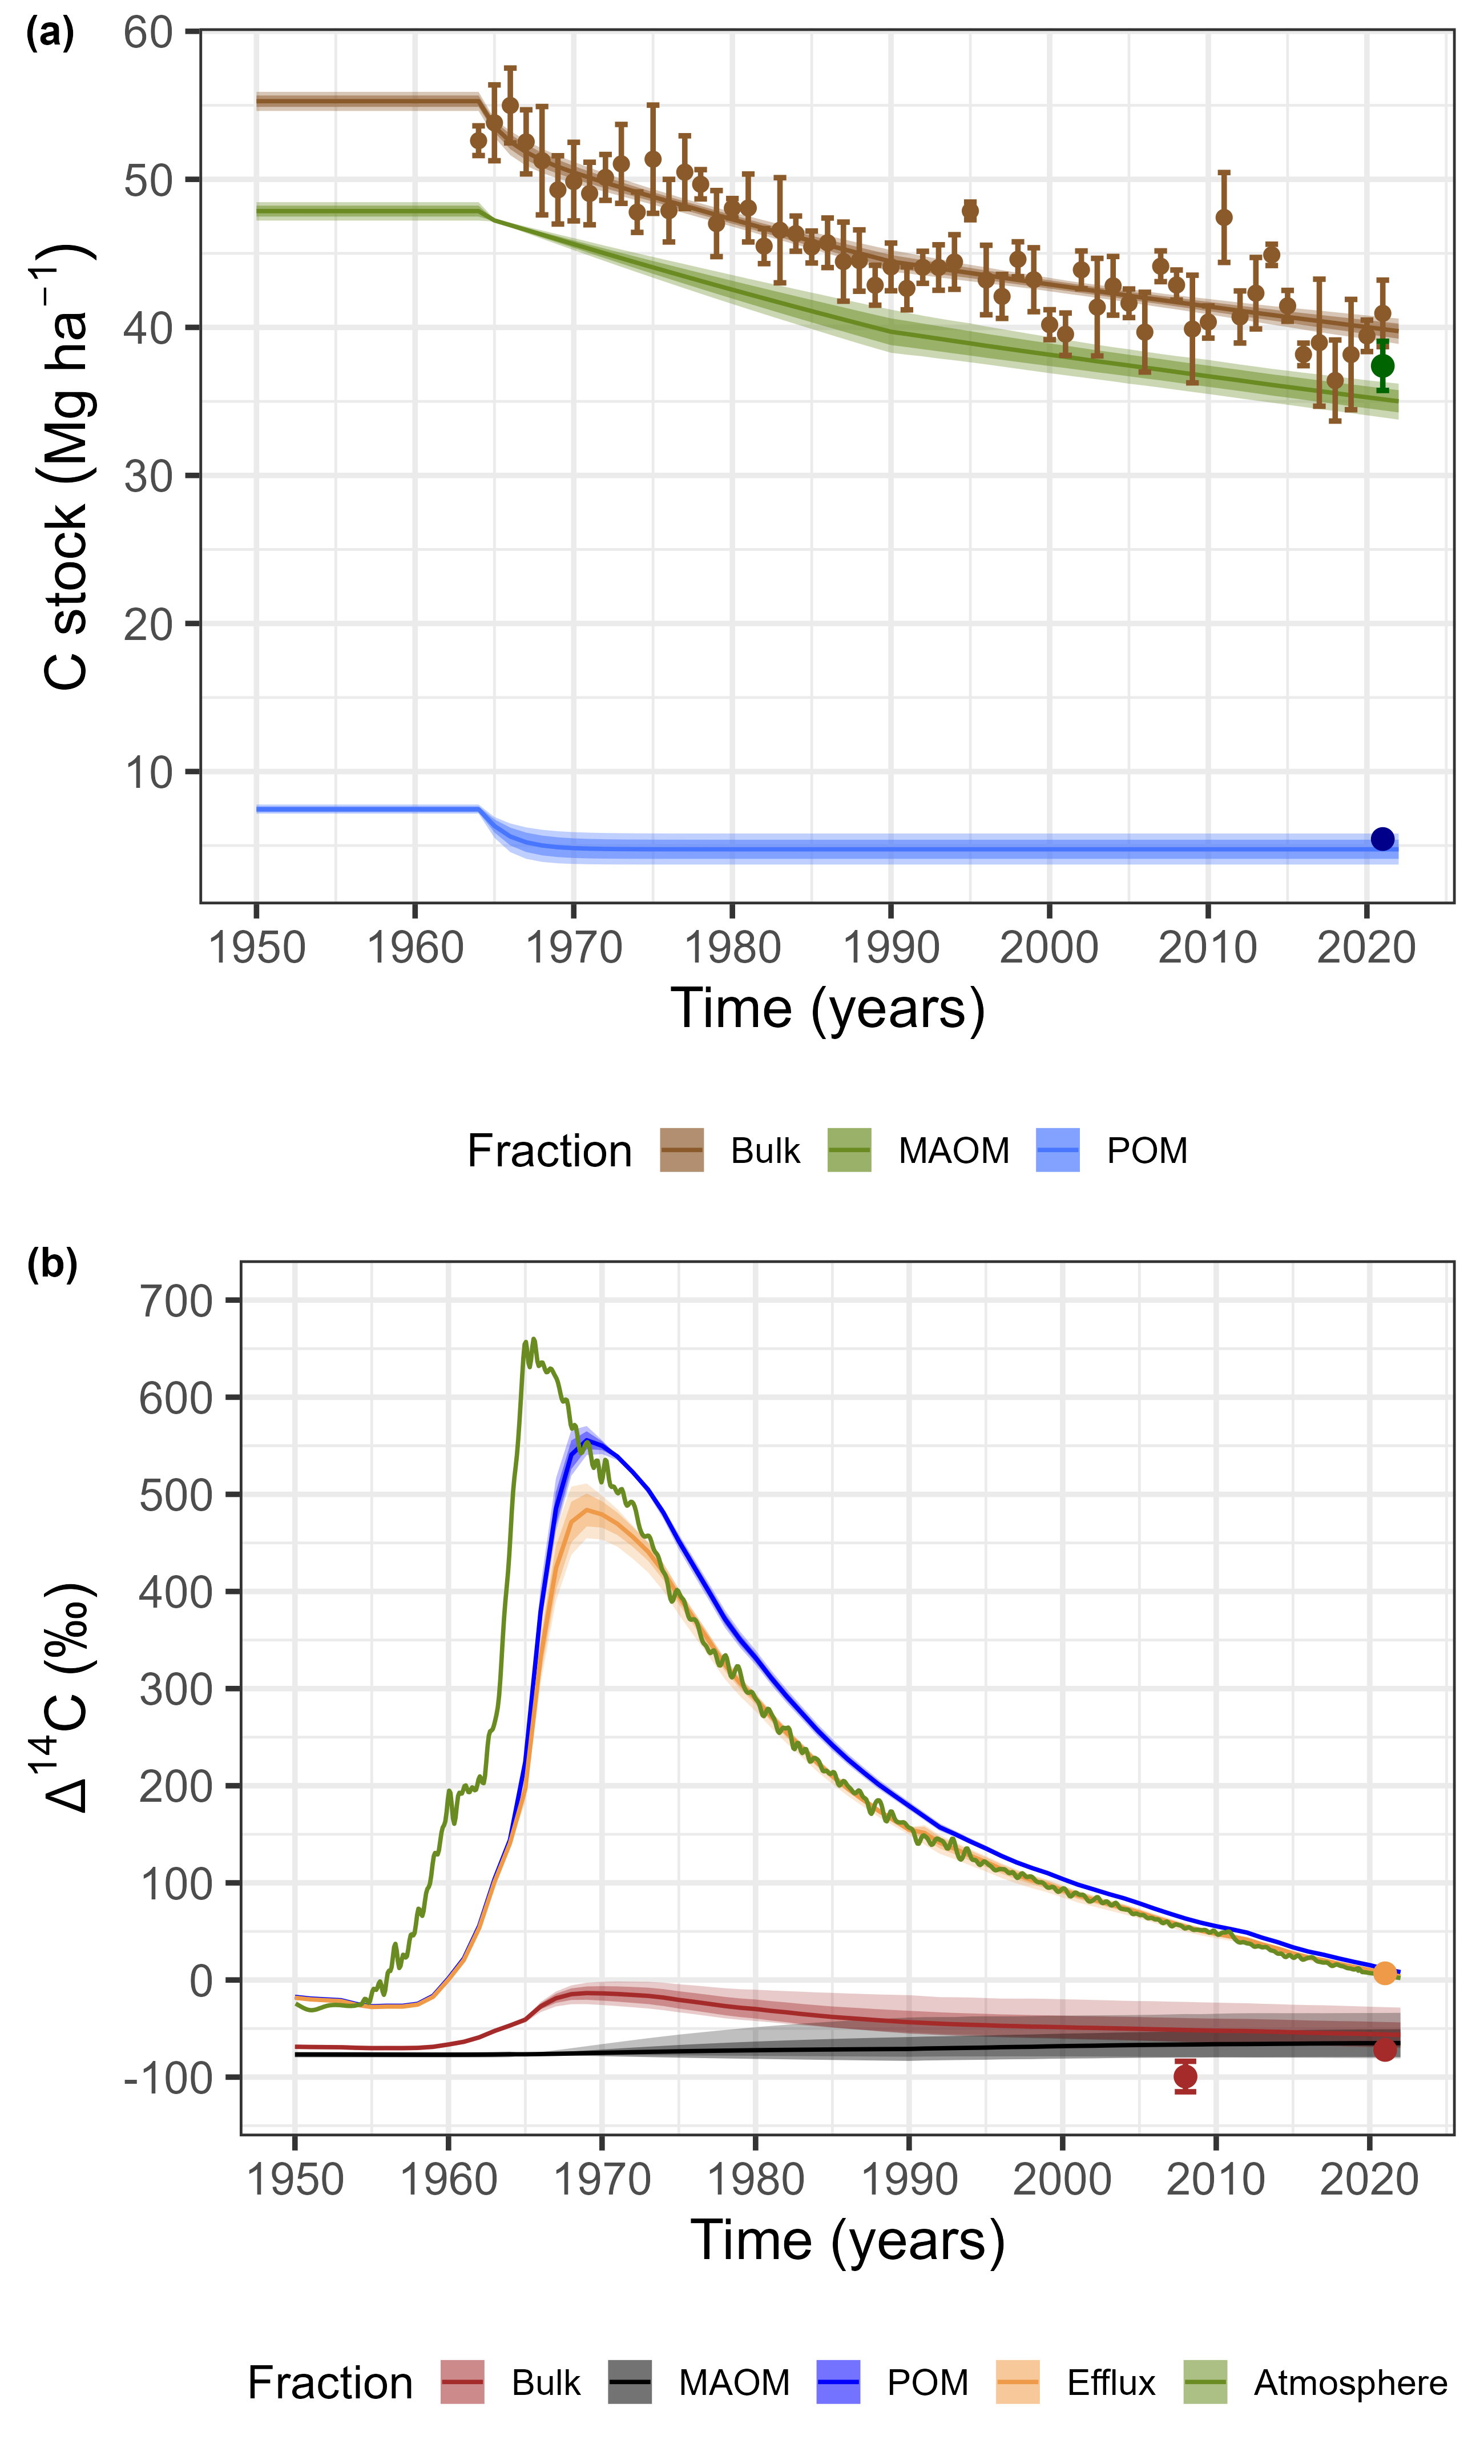 (a)
60
50
40
30
20
10
C stock (Mg ha⁻¹)
1950 1960 1970 1980 1990 2000 2010 2020
Time (years)
Fraction Bulk MAOM POM
(b)
700
600
500
400
300
200
100
0
-100
Δ ¹⁴C (‰)
1950 1960 1970 1980 1990 2000 2010 2020
Time (years)
Fraction Bulk MAOM POM Efflux Atmosphere